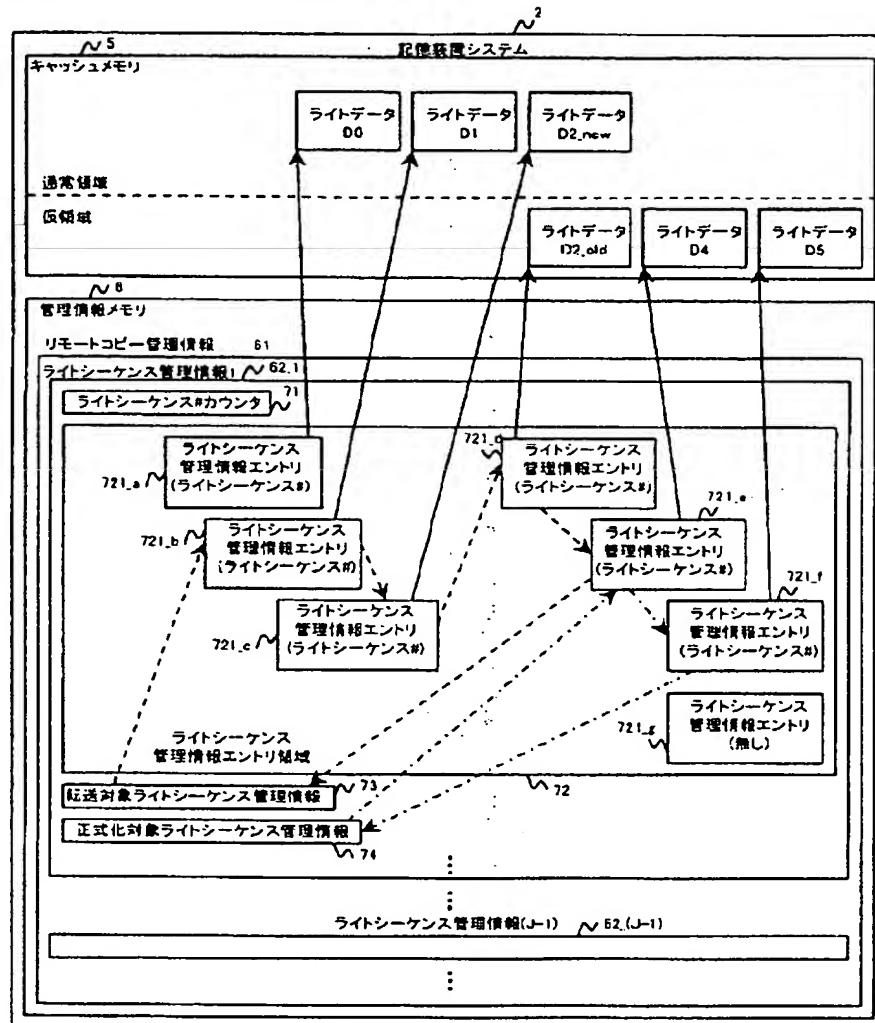 2
記憶装置システム
5
キャッシュメモリ
ライトデータ
D0
ライトデータ
D1
ライトデータ
D2_new
通常領域
仮領域
ライトデータ
D2_old
ライトデータ
D4
ライトデータ
D5
6
管理情報メモリ
リモートコピー管理情報 61
ライトシーケンス管理情報1 62_1
ライトシーケンス#カウンタ 71
721_a
ライトシーケンス
管理情報エントリ
(ライトシーケンス#)
721_d
ライトシーケンス
管理情報エントリ
(ライトシーケンス#)
721_b
ライトシーケンス
管理情報エントリ
(ライトシーケンス#)
721_e
ライトシーケンス
管理情報エントリ
(ライトシーケンス#)
721_c
ライトシーケンス
管理情報エントリ
(ライトシーケンス#)
721_f
ライトシーケンス
管理情報エントリ
(ライトシーケンス#)
721_g
ライトシーケンス
管理情報エントリ
(無し)
ライトシーケンス
管理情報エントリ領域
72
転送対象ライトシーケンス管理情報 73
正式化対象ライトシーケンス管理情報
74
ライトシーケンス管理情報(J-1) 62_(J-1)